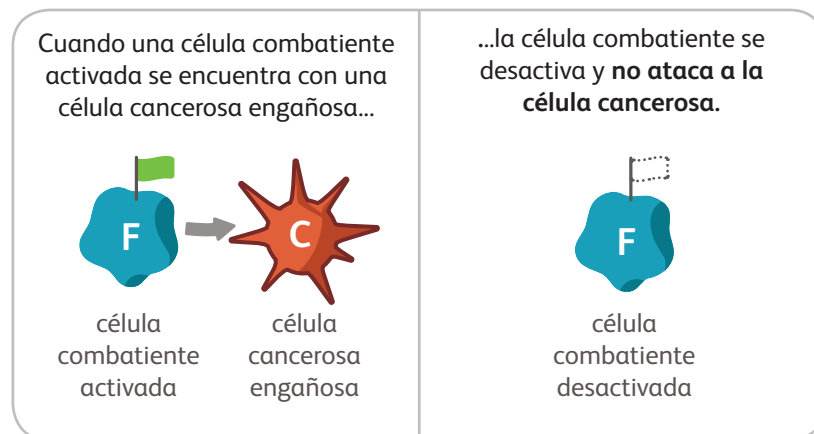 Cuando una célula combatiente
activada se encuentra con una
célula cancerosa engañosa...
F
C
célula
combatiente
activada
célula
cancerosa
engañosa
...la célula combatiente se
desactiva y no ataca a la
célula cancerosa.
F
célula
combatiente
desactivada